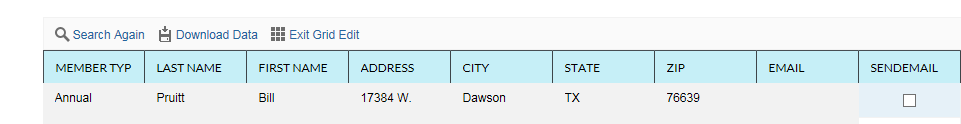 Search Again Download Data Exit Grid Edit
MEMBER TYP LAST NAME FIRST NAME ADDRESS CITY STATE ZIP EMAIL SENDEMAIL
Annual Pruitt Bill 17384 W. Dawson TX 76639